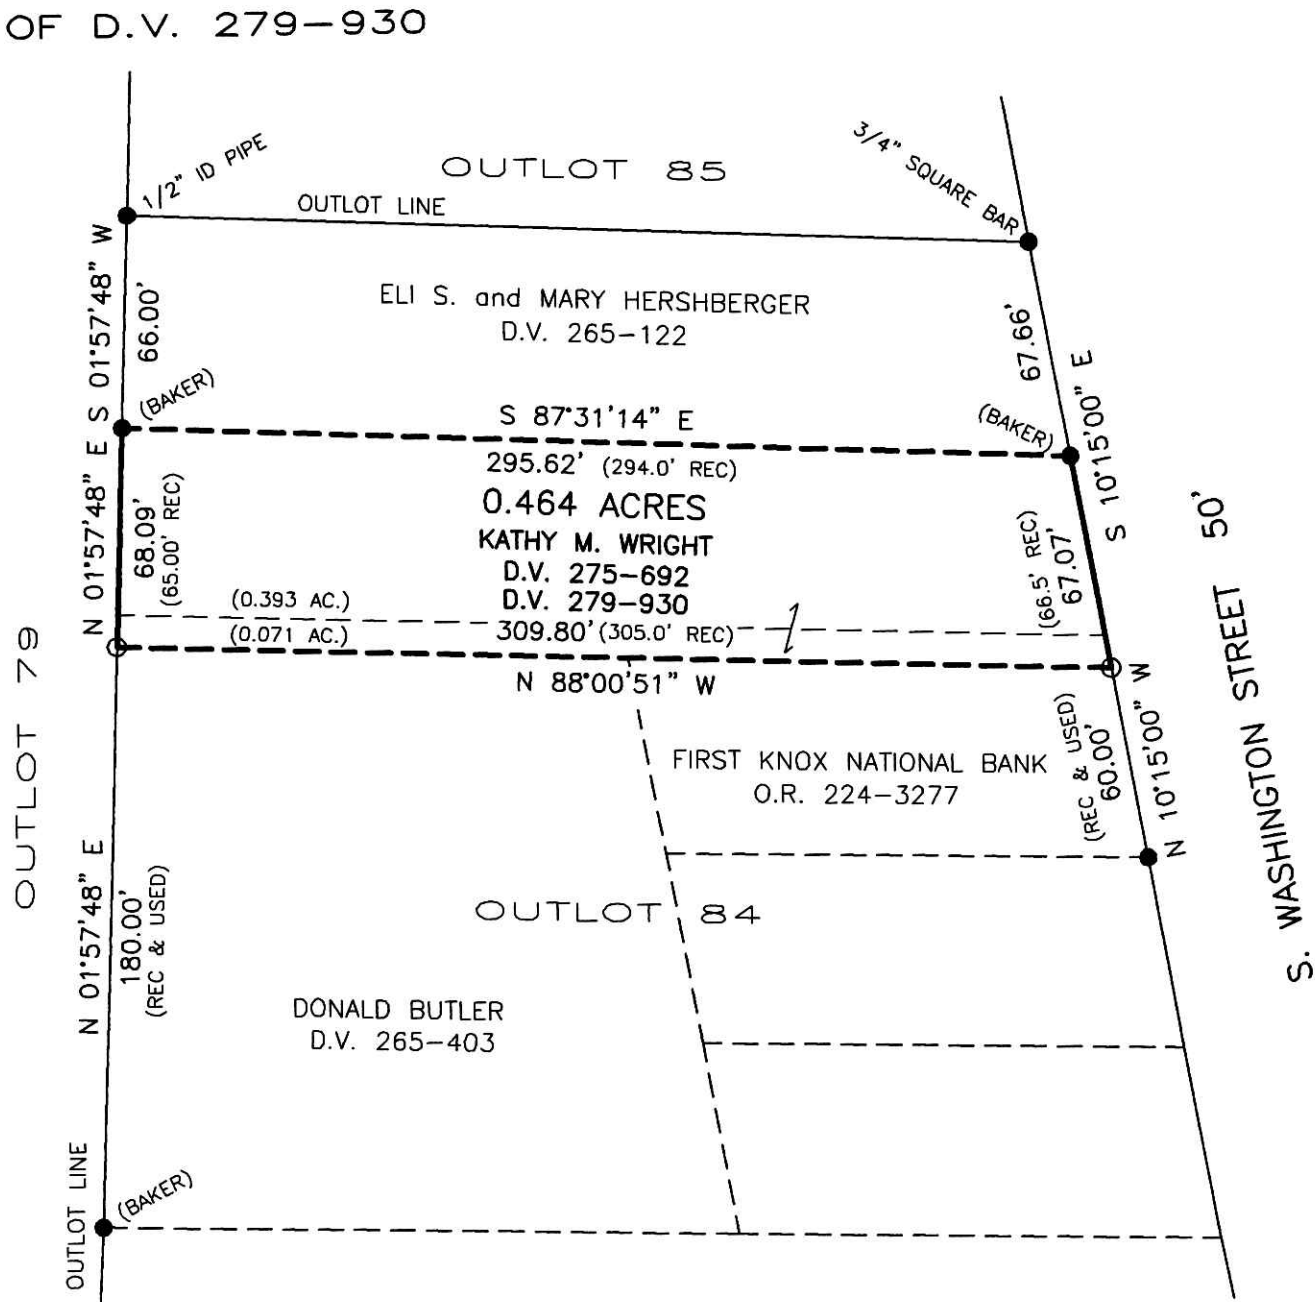 OF D.V. 279-930
1/2" ID PIPE
OUTLOT 85
3/4" SQUARE BAR
OUTLOT LINE
S 01°57'48" W
66.00'
ELI S. and MARY HERSHBERGER
D.V. 265-122
67.66'
S 10°15'00" E
(BAKER)
(BAKER)
S 87°31'14" E
295.62' (294.0' REC)
0.464 ACRES
KATHY M. WRIGHT
D.V. 275-692
D.V. 279-930
N 01°57'48" E
68.09'
(65.00' REC)
(66.5' REC)
67.07'
(0.393 AC.)
(0.071 AC.)
309.80' (305.0' REC)
N 88°00'51" W
S. WASHINGTON STREET 50'
OUTLOT 79
FIRST KNOX NATIONAL BANK
O.R. 224-3277
(REC & USED)
60.00'
N 10°15'00" W
OUTLOT 84
N 01°57'48" E
180.00'
(REC & USED)
DONALD BUTLER
D.V. 265-403
OUTLOT LINE
(BAKER)